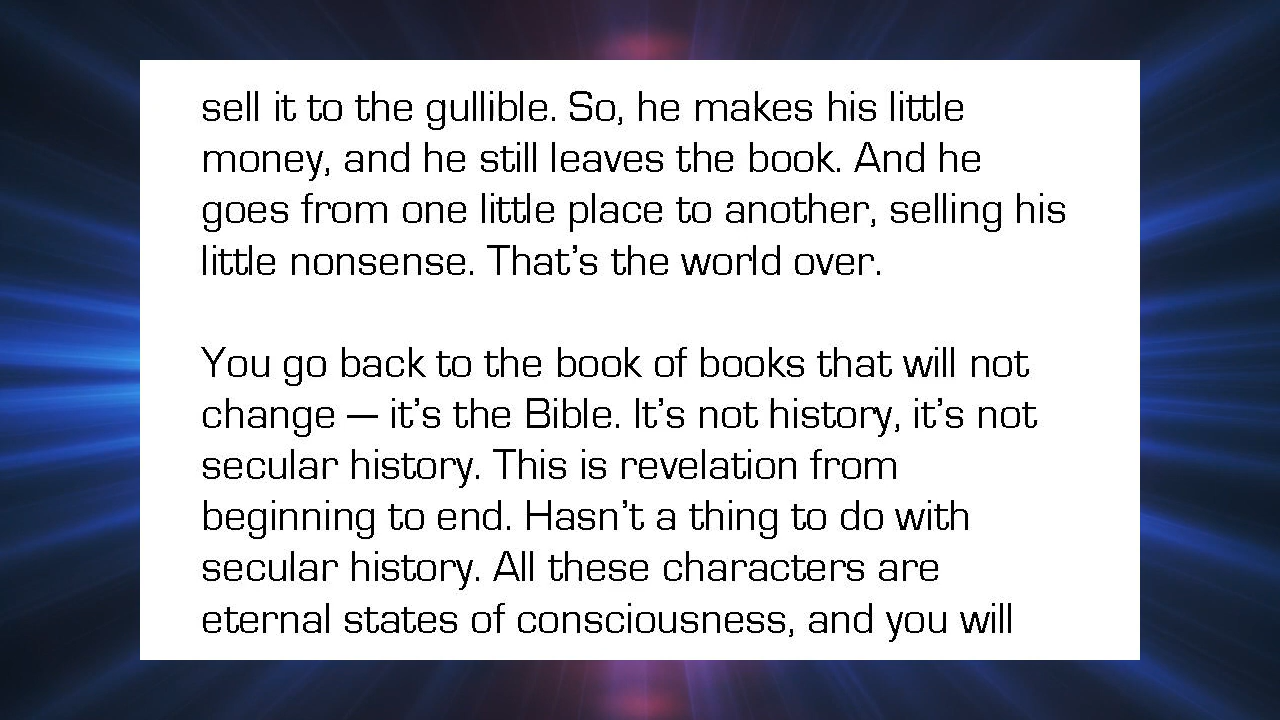 sell it to the gullible. So, he makes his little
money, and he still leaves the book. And he
goes from one little place to another, selling his
little nonsense. That’s the world over.
You go back to the book of books that will not
change — it’s the Bible. It’s not history, it’s not
secular history. This is revelation from
beginning to end. Hasn’t a thing to do with
secular history. All these characters are
eternal states of consciousness, and you will